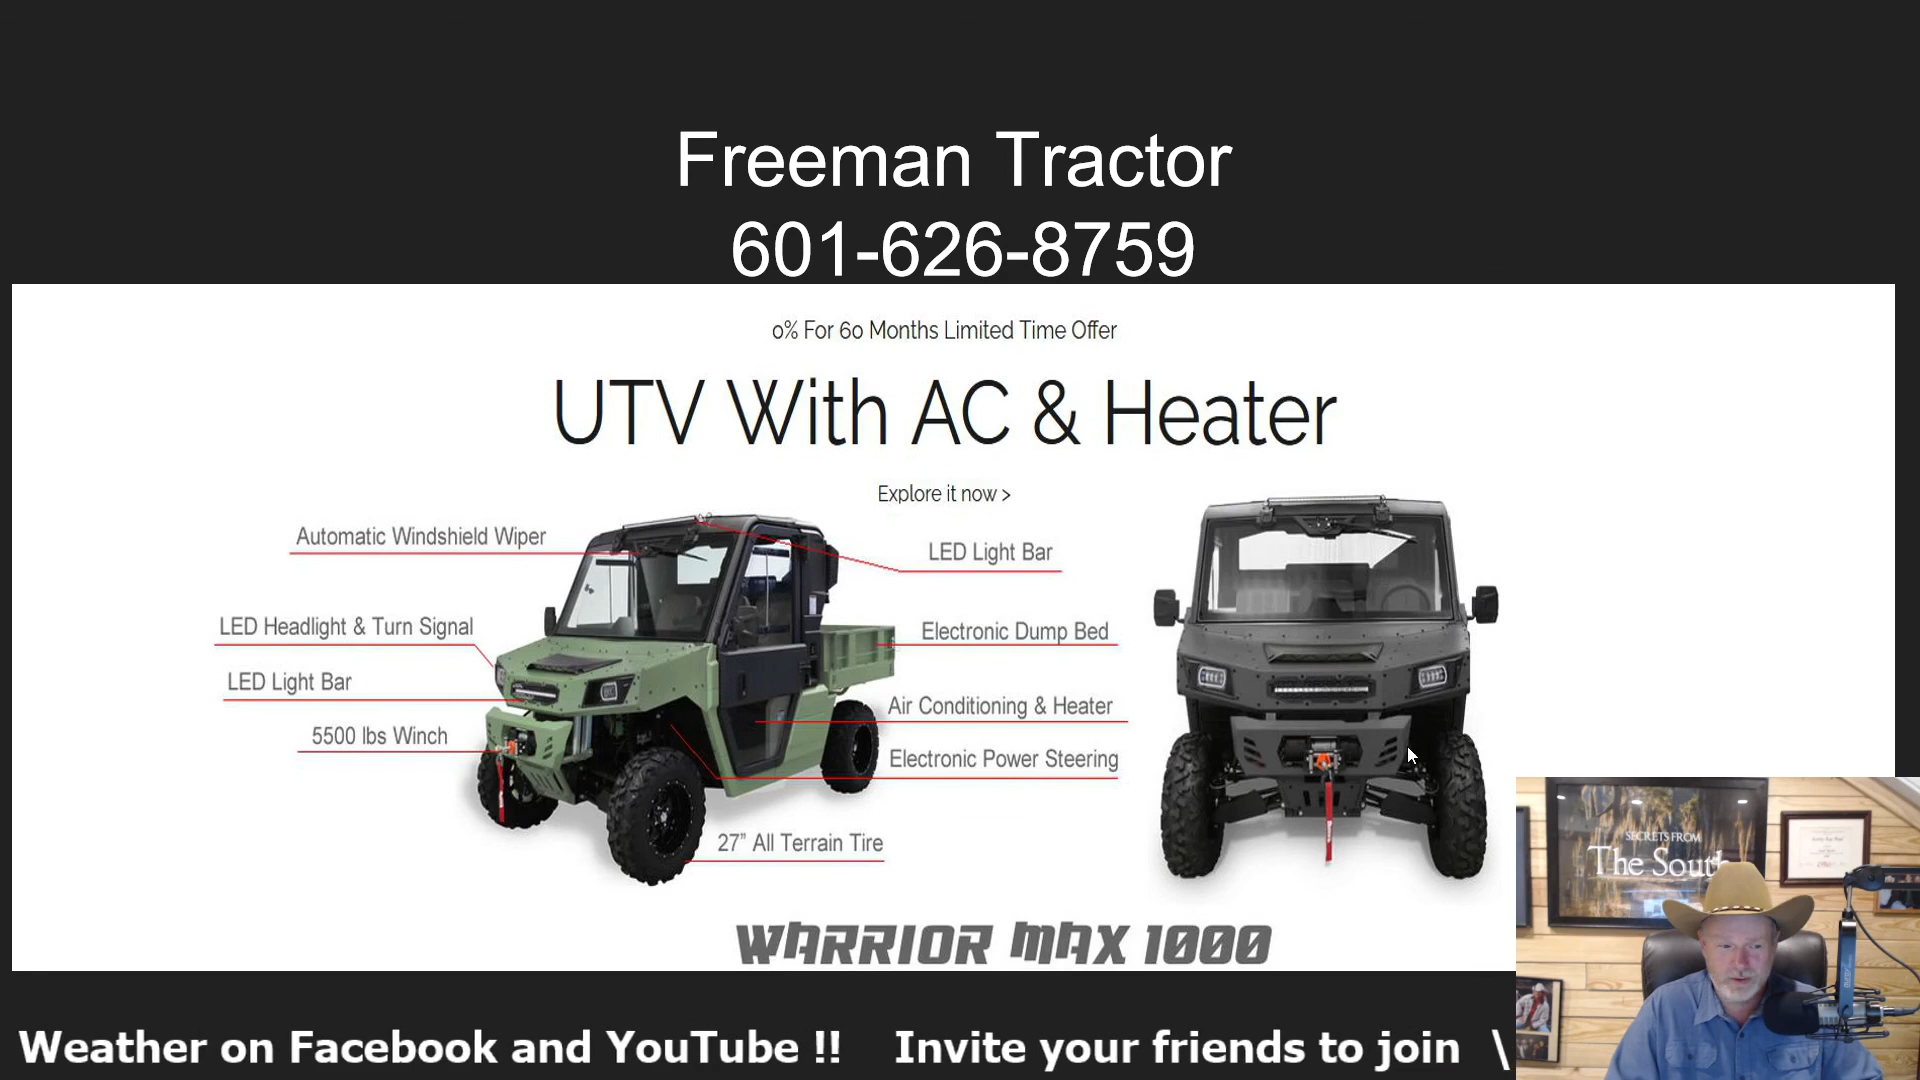 Freeman Tractor
601-626-8759
0% For 60 Months Limited Time Offer
UTV With AC & Heater
Explore it now >
Automatic Windshield Wiper
LED Light Bar
LED Headlight & Turn Signal
Electronic Dump Bed
LED Light Bar
Air Conditioning & Heater
5500 lbs Winch
Electronic Power Steering
27" All Terrain Tire
WARRIOR MAX 1000
SECRETS FROM
The South
Weather on Facebook and YouTube !! Invite your friends to join \